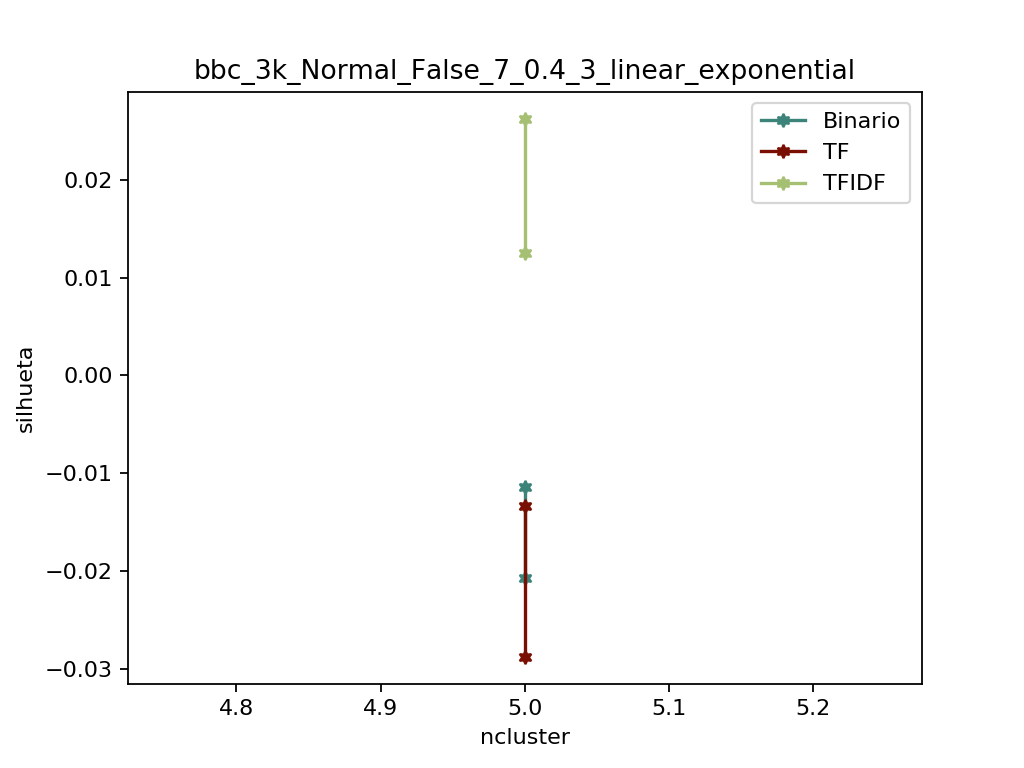 bbc_3k_Normal_False_7_0.4_3_linear_exponential
Binario
TF
TFIDF
silhueta
0.02
0.01
0.00
−0.01
−0.02
−0.03
4.8
4.9
5.0
5.1
5.2
ncluster